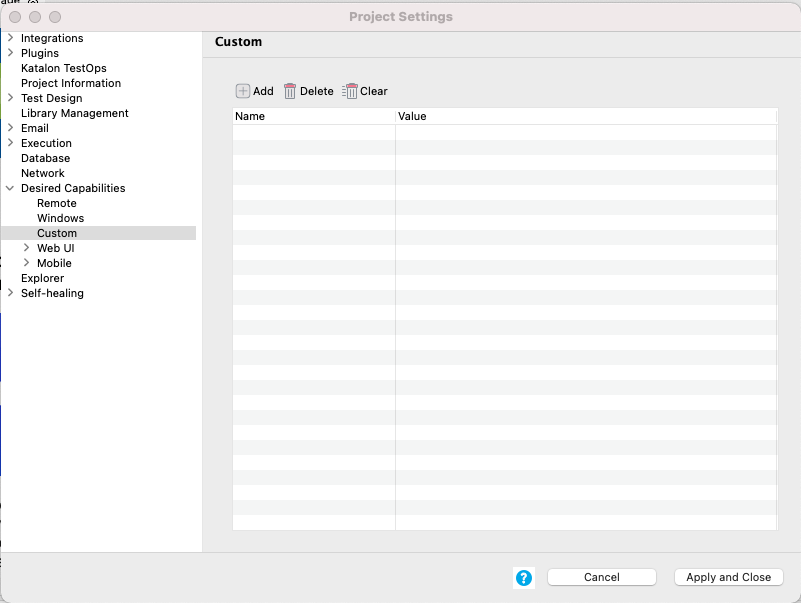 Project Settings
Integrations
Plugins
Katalon TestOps
Project Information
Test Design
Library Management
Email
Execution
Database
Network
Desired Capabilities
Remote
Windows
Custom
Web UI
Mobile
Explorer
Self-healing
Custom
Add Delete Clear
Name Value
? Cancel Apply and Close